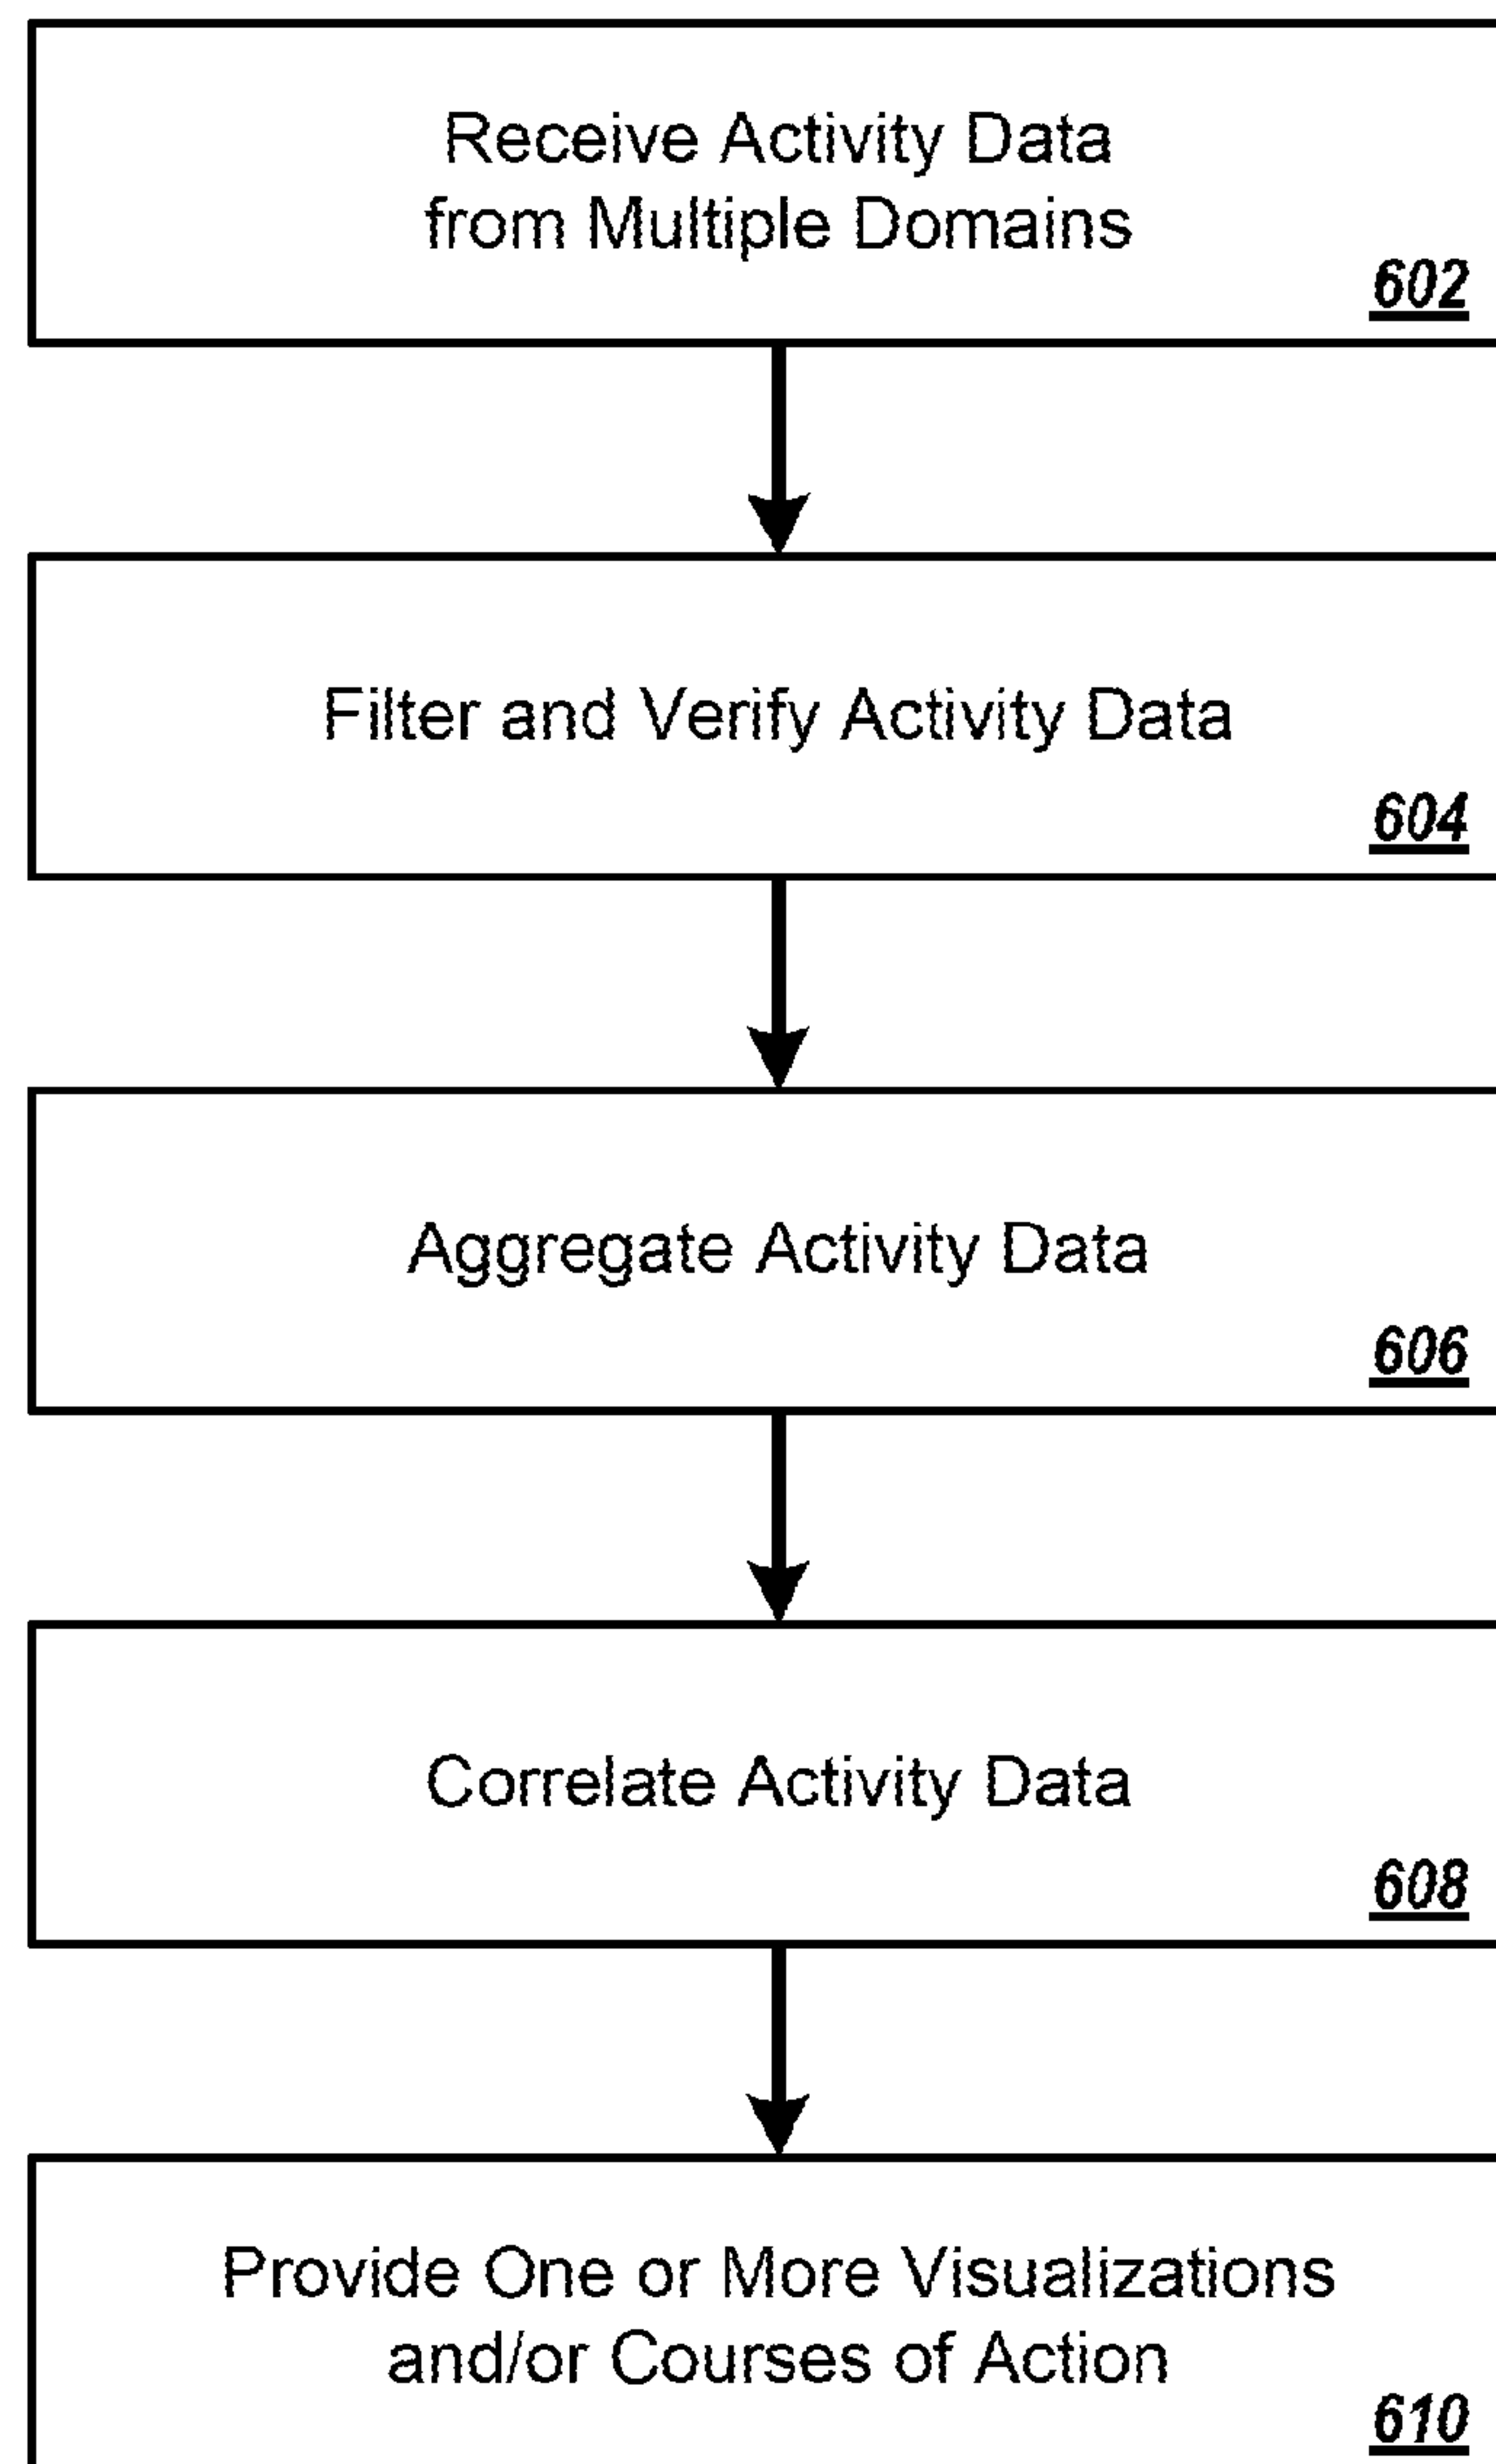 Receive Activity Data
from Multiple Domains
602
Filter and Verify Activity Data
604
Aggregate Activity Data
606
Correlate Activity Data
608
Provide One or More Visualizations
and/or Courses of Action
610